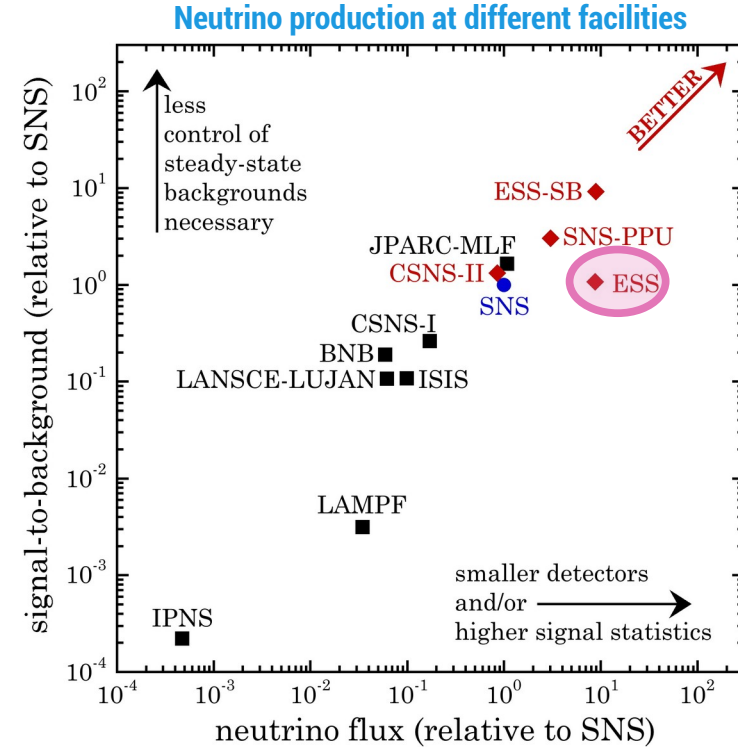 Neutrino production at different facilities
signal-to-background (relative to SNS)
10²
10¹
10⁰
10⁻¹
10⁻²
10⁻³
10⁻⁴
less
control of
steady-state
backgrounds
necessary
BETTER
ESS-SB
SNS-PPU
JPARC-MLF
CSNS-II
ESS
SNS
CSNS-I
BNB
LANSCE-LUJAN
ISIS
LAMPF
smaller detectors
and/or
higher signal statistics
IPNS
10⁻⁴ 10⁻³ 10⁻² 10⁻¹ 10⁰ 10¹ 10²
neutrino flux (relative to SNS)